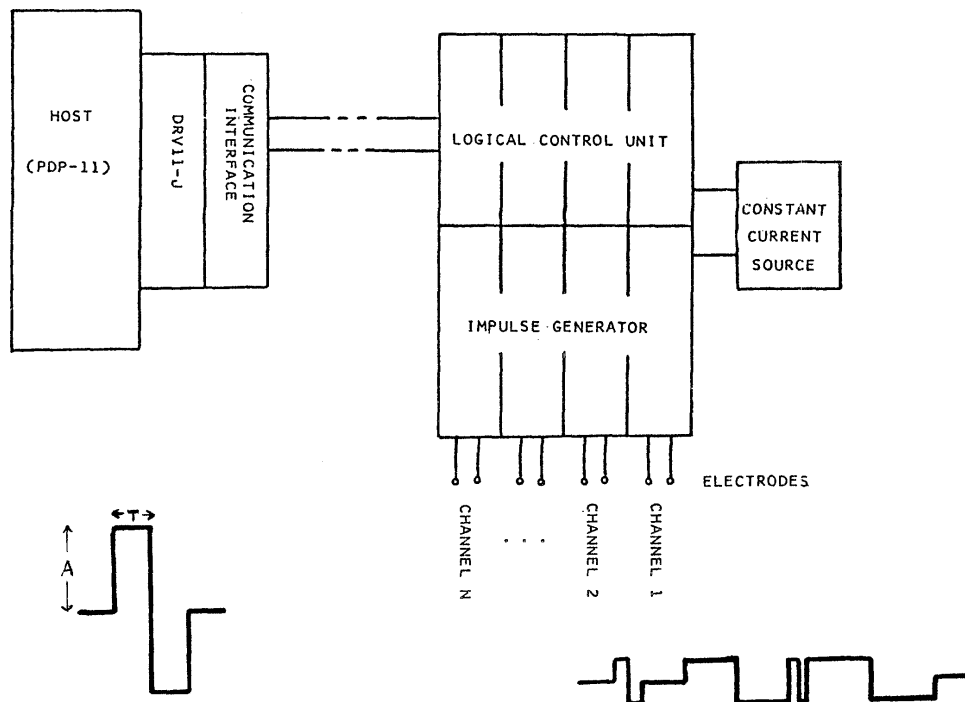 HOST
(PDP-11)
DRV11-J
COMMUNICATION
INTERFACE
LOGICAL CONTROL UNIT
CONSTANT
CURRENT
SOURCE
IMPULSE GENERATOR
ELECTRODES
CHANNEL N
. . .
CHANNEL 2
CHANNEL 1
T
A